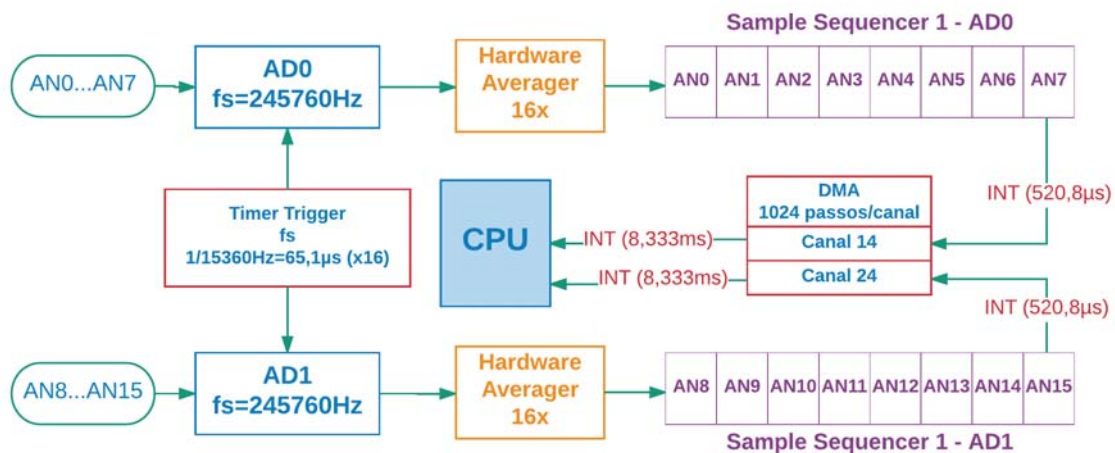 Sample Sequencer 1 - AD0
AN0...AN7
AD0
fs=245760Hz
Hardware
Averager
16x
AN0 AN1 AN2 AN3 AN4 AN5 AN6 AN7
Timer Trigger
fs
1/15360Hz=65,1µs (x16)
CPU
INT (8,333ms)
INT (8,333ms)
DMA
1024 passos/canal
Canal 14
Canal 24
INT (520,8µs)
INT (520,8µs)
AN8...AN15
AD1
fs=245760Hz
Hardware
Averager
16x
AN8 AN9 AN10 AN11 AN12 AN13 AN14 AN15
Sample Sequencer 1 - AD1